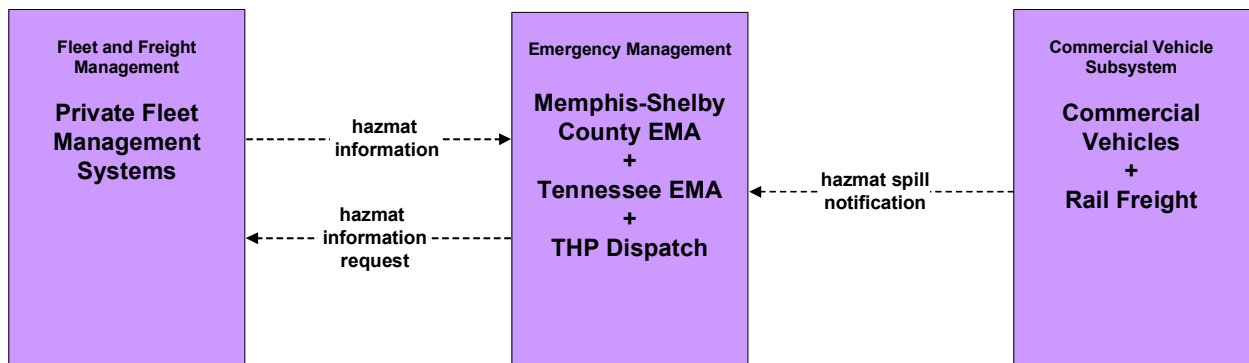 Fleet and Freight
Management
Private Fleet
Management
Systems
hazmat
information
hazmat
information
request
Emergency Management
Memphis-Shelby
County EMA
+
Tennessee EMA
+
THP Dispatch
hazmat spill
notification
Commercial Vehicle
Subsystem
Commercial
Vehicles
+
Rail Freight